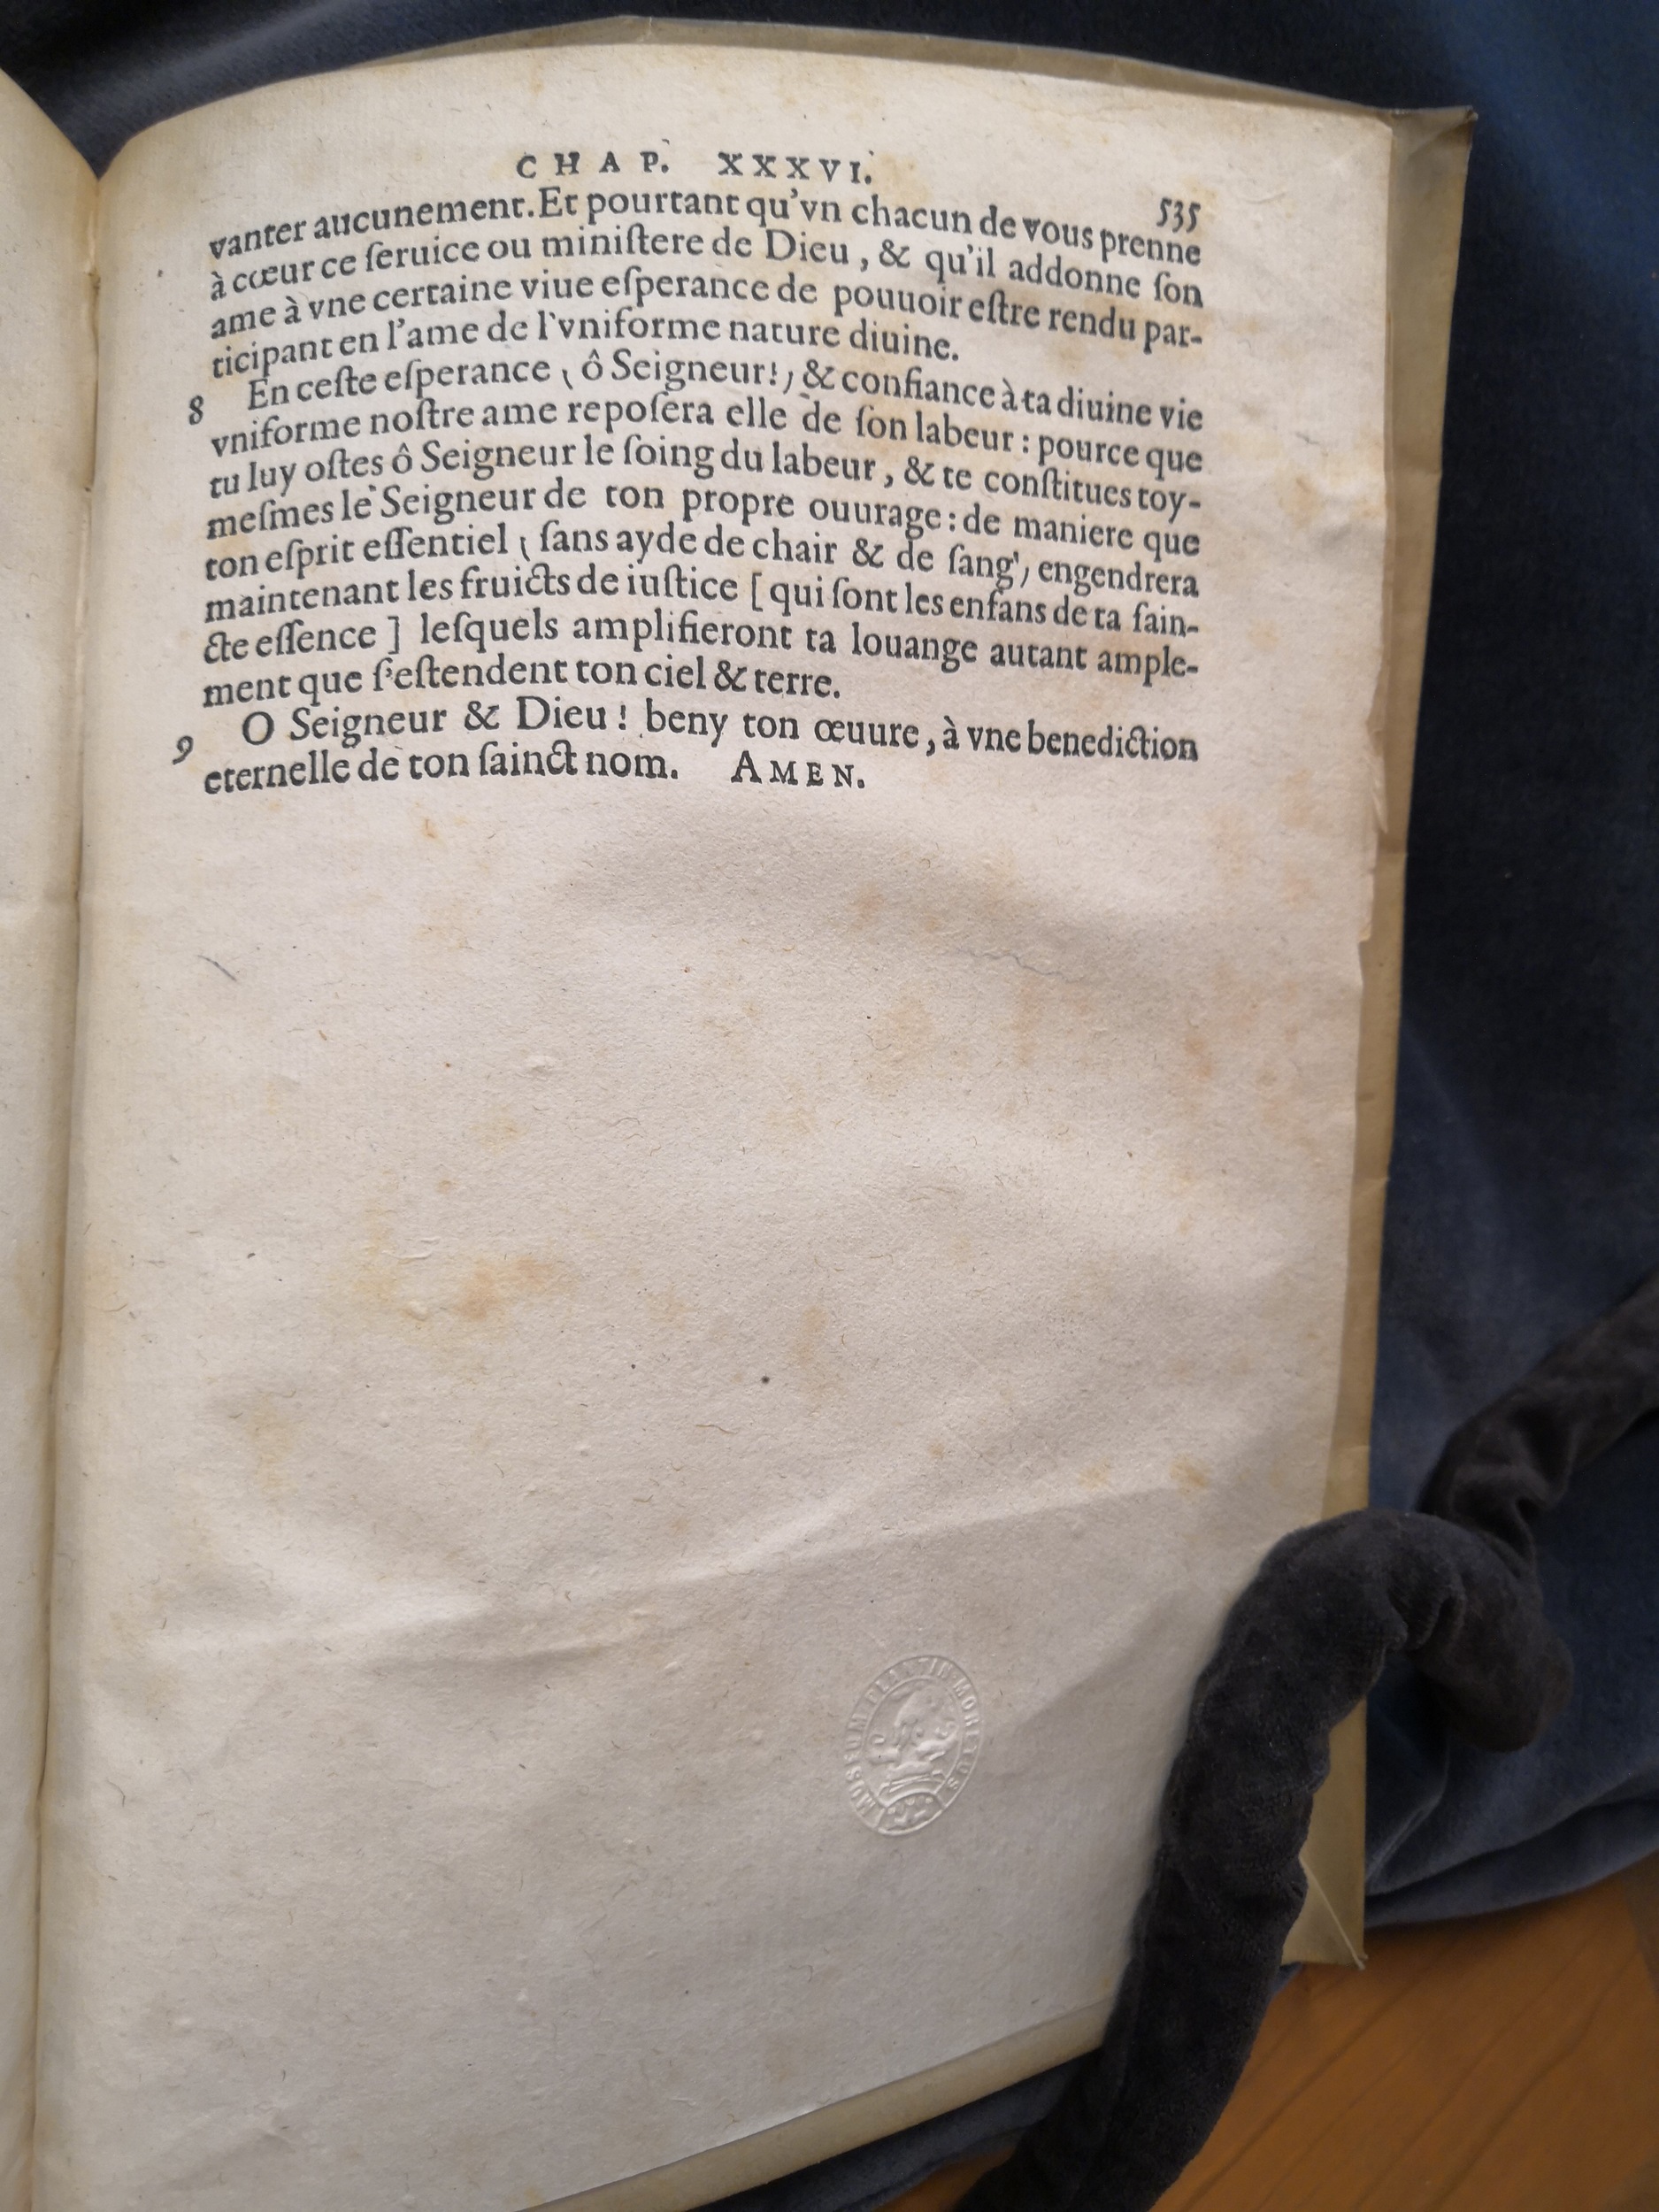 CHAP. XXXVI. 535
vanter aucunement. Et pourtant qu'vn chacun de vous prenne
à cœur ce ſeruice ou miniſtere de Dieu, & qu'il addonne ſon
ame à vne certaine viue eſperance de pouuoir eſtre rendu par-
ticipant en l'ame de l'vniforme nature diuine.
8 En ceſte eſperance ( ô Seigneur! ) & confiance à ta diuine vie
vniforme noſtre ame repoſera elle de ſon labeur: pource que
tu luy oſtes ô Seigneur le ſoing du labeur, & te conſtitues toy-
meſmes le Seigneur de ton propre ouurage: de maniere que
ton eſprit eſſentiel ( ſans ayde de chair & de ſang ) engendrera
maintenant les fruicts de iuſtice [ qui ſont les enfans de ta ſain-
cte eſſence ] leſquels amplifieront ta louange autant ample-
ment que ſ'eſtendent ton ciel & terre.
9 O Seigneur & Dieu! beny ton œuure, à vne benediction
eternelle de ton ſainct nom. AMEN.
MUSEUM PLANTIN MORETUS